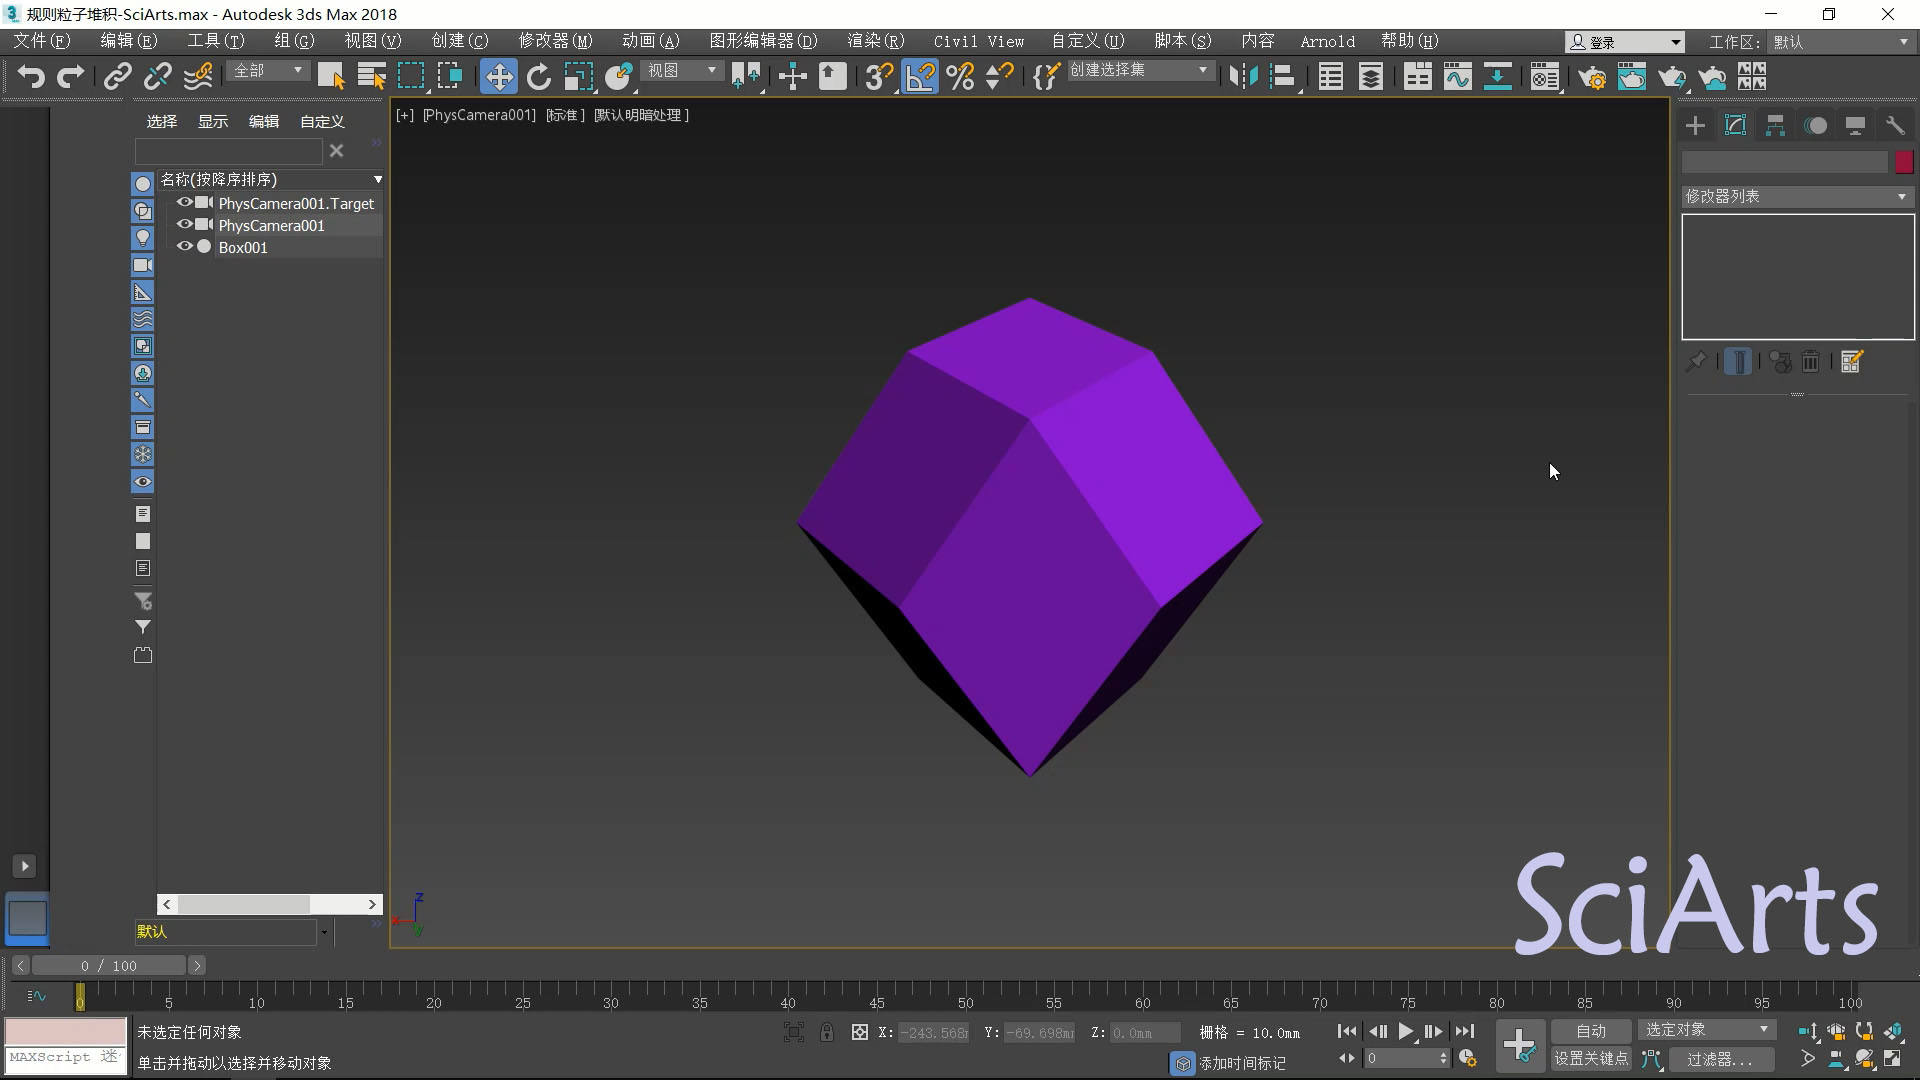 规则粒子堆积-SciArts.max - Autodesk 3ds Max 2018
文件(F) 编辑(E) 工具(T) 组(G) 视图(V) 创建(C) 修改器(M) 动画(A) 图形编辑器(D) 渲染(R) Civil View 自定义(U) 脚本(S) 内容 Arnold 帮助(H) 登录 工作区: 默认
全部 视图 创建选择集
[+] [PhysCamera001] [标准] [默认明暗处理]
选择 显示 编辑 自定义
名称(按降序排序)
PhysCamera001.Target
PhysCamera001
Box001
修改器列表
z
x
y
SciArts
默认
0 / 100
0 5 10 15 20 25 30 35 40 45 50 55 60 65 70 75 80 85 90 95 100
未选定任何对象 X: -243.568m Y: -69.698m Z: 0.0mm 栅格 = 10.0mm 自动 选定对象
MAXScript 迷 单击并拖动以选择并移动对象 添加时间标记 0 设置关键点 过滤器...